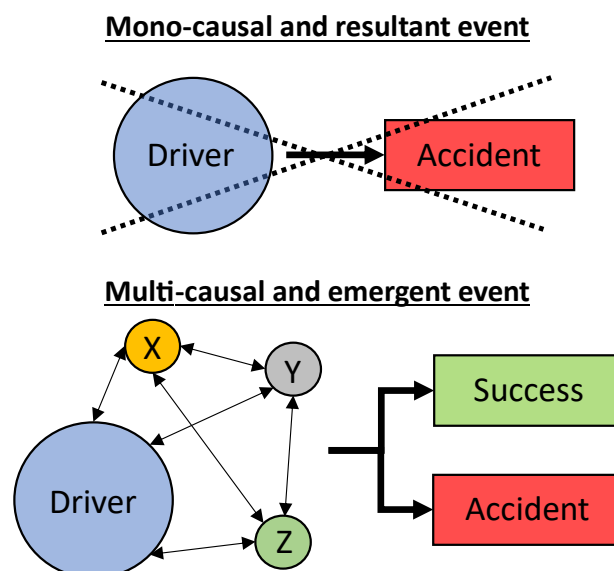 Mono-causal and resultant event
Driver
Accident
Multi-causal and emergent event
X
Y
Success
Driver
Accident
Z